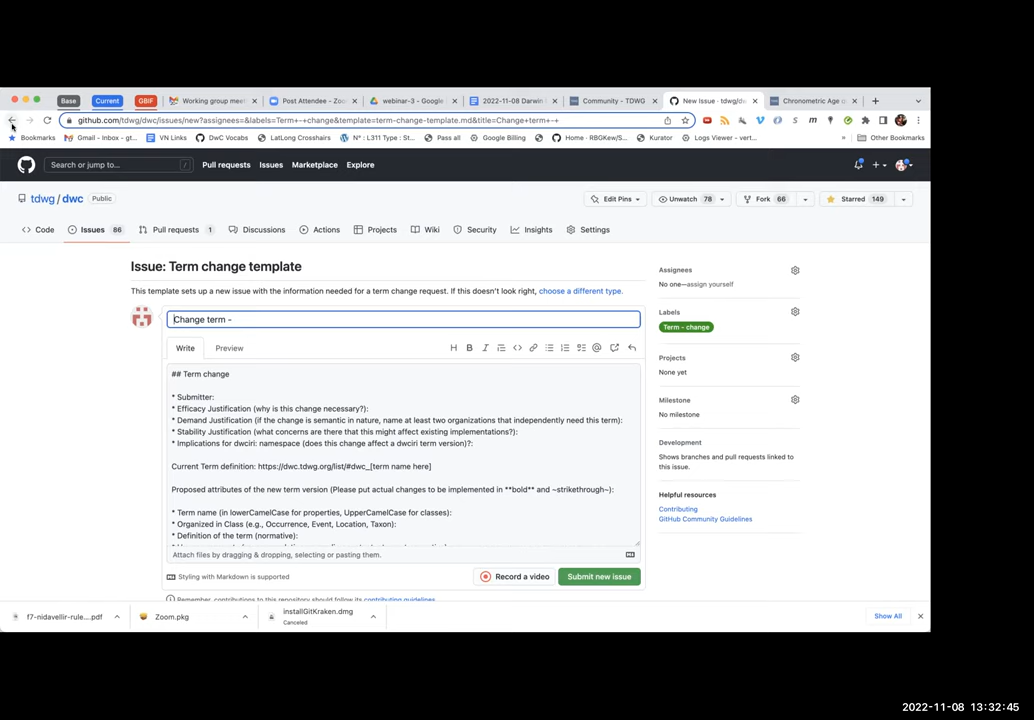 Base Current GBIF Working group mee Post Attendee - Zoo webinar-3 - Google 2022-11-08 Darwin Community - TDWG New Issue · tdwg/dw Chronometric Age
github.com/tdwg/dwc/issues/new?assignees=&labels=Term+-+change&template=term-change-template.md&title=Change+term+-+
Bookmarks Gmail - Inbox - gt... VN Links DwC Vocabs LatLong Crosshairs N° : L311 Type : St... Pass all Google Billing Home · RBGKew/S... Kurator Logs Viewer - Vert... » Other Bookmarks
Search or jump to... / Pull requests Issues Marketplace Explore
tdwg / dwc Public Edit Pins Unwatch 78 Fork 66 Starred 149
Code Issues 86 Pull requests 1 Discussions Actions Projects Wiki Security Insights Settings
Issue: Term change template
This template sets up a new issue with the information needed for a term change request. If this doesn't look right, choose a different type.
Change term -
Write Preview
## Term change
* Submitter:
* Efficacy Justification (why is this change necessary?):
* Demand Justification (if the change is semantic in nature, name at least two organizations that independently need this term):
* Stability Justification (what concerns are there that this might affect existing implementations?):
* Implications for dwciri: namespace (does this change affect a dwciri term version)?:
Current Term definition: https://dwc.tdwg.org/list/#dwc_[term name here]
Proposed attributes of the new term version (Please put actual changes to be implemented in **bold** and ~strikethrough~):
* Term name (in lowerCamelCase for properties, UpperCamelCase for classes):
* Organized in Class (e.g., Occurrence, Event, Location, Taxon):
* Definition of the term (normative):
Attach files by dragging & dropping, selecting or pasting them.
Styling with Markdown is supported Record a video Submit new issue
Remember, contributions to this repository should follow its contributing guidelines.
Assignees
No one—assign yourself
Labels
Term - change
Projects
None yet
Milestone
No milestone
Development
Shows branches and pull requests linked to
this issue.
Helpful resources
Contributing
GitHub Community Guidelines
f7-nidavellir-rule....pdf Zoom.pkg installGitKraken.dmg
Canceled
Show All
2022-11-08 13:32:45